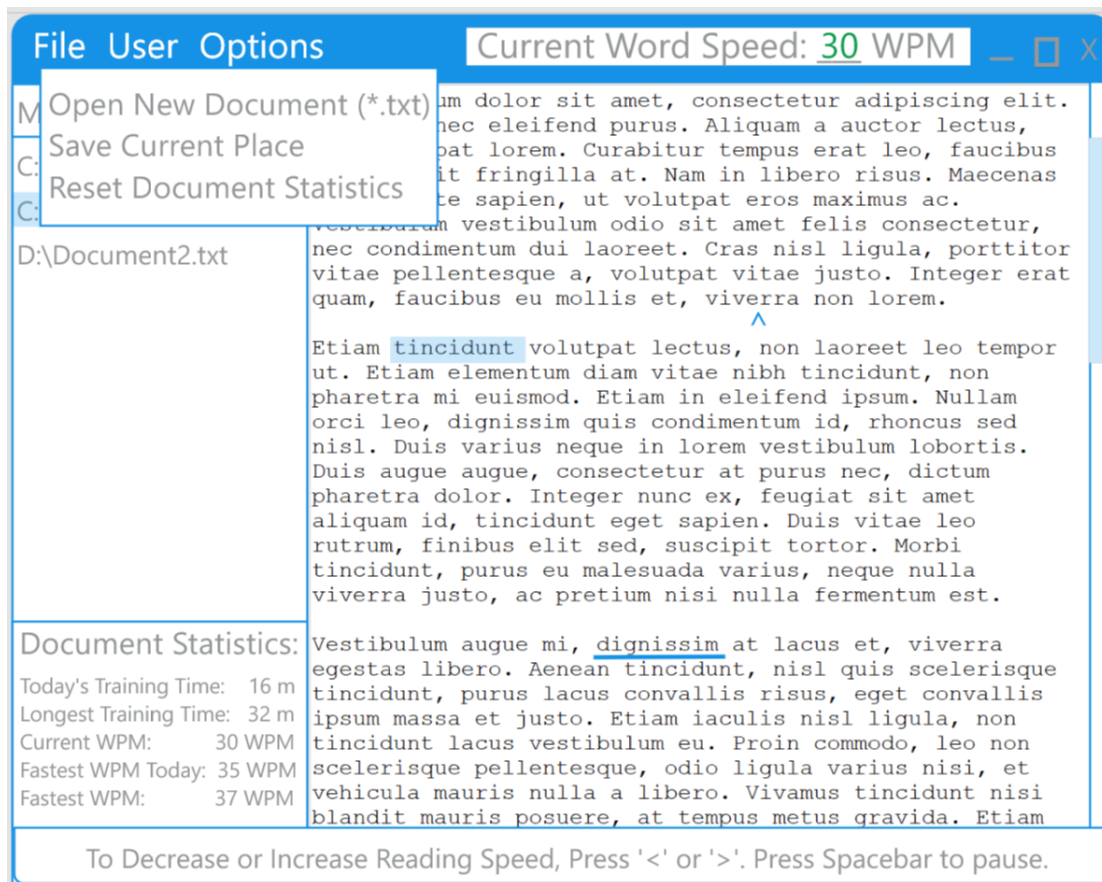 File User Options
Current Word Speed: 30 WPM
_ X
Open New Document (*.txt)
Save Current Place
Reset Document Statistics
M
C:
C:
D:\Document2.txt
um dolor sit amet, consectetur adipiscing elit.
nec eleifend purus. Aliquam a auctor lectus,
pat lorem. Curabitur tempus erat leo, faucibus
it fringilla at. Nam in libero risus. Maecenas
te sapien, ut volutpat eros maximus ac.
Vestibulum vestibulum odio sit amet felis consectetur,
nec condimentum dui laoreet. Cras nisl ligula, porttitor
vitae pellentesque a, volutpat vitae justo. Integer erat
quam, faucibus eu mollis et, viverra non lorem.
^
Etiam tincidunt volutpat lectus, non laoreet leo tempor
ut. Etiam elementum diam vitae nibh tincidunt, non
pharetra mi euismod. Etiam in eleifend ipsum. Nullam
orci leo, dignissim quis condimentum id, rhoncus sed
nisl. Duis varius neque in lorem vestibulum lobortis.
Duis augue augue, consectetur at purus nec, dictum
pharetra dolor. Integer nunc ex, feugiat sit amet
aliquam id, tincidunt eget sapien. Duis vitae leo
rutrum, finibus elit sed, suscipit tortor. Morbi
tincidunt, purus eu malesuada varius, neque nulla
viverra justo, ac pretium nisi nulla fermentum est.
Vestibulum augue mi, dignissim at lacus et, viverra
egestas libero. Aenean tincidunt, nisl quis scelerisque
tincidunt, purus lacus convallis risus, eget convallis
ipsum massa et justo. Etiam iaculis nisl ligula, non
tincidunt lacus vestibulum eu. Proin commodo, leo non
scelerisque pellentesque, odio ligula varius nisi, et
vehicula mauris nulla a libero. Vivamus tincidunt nisi
blandit mauris posuere, at tempus metus gravida. Etiam
Document Statistics:
Today's Training Time: 16 m
Longest Training Time: 32 m
Current WPM: 30 WPM
Fastest WPM Today: 35 WPM
Fastest WPM: 37 WPM
To Decrease or Increase Reading Speed, Press '<' or '>'. Press Spacebar to pause.